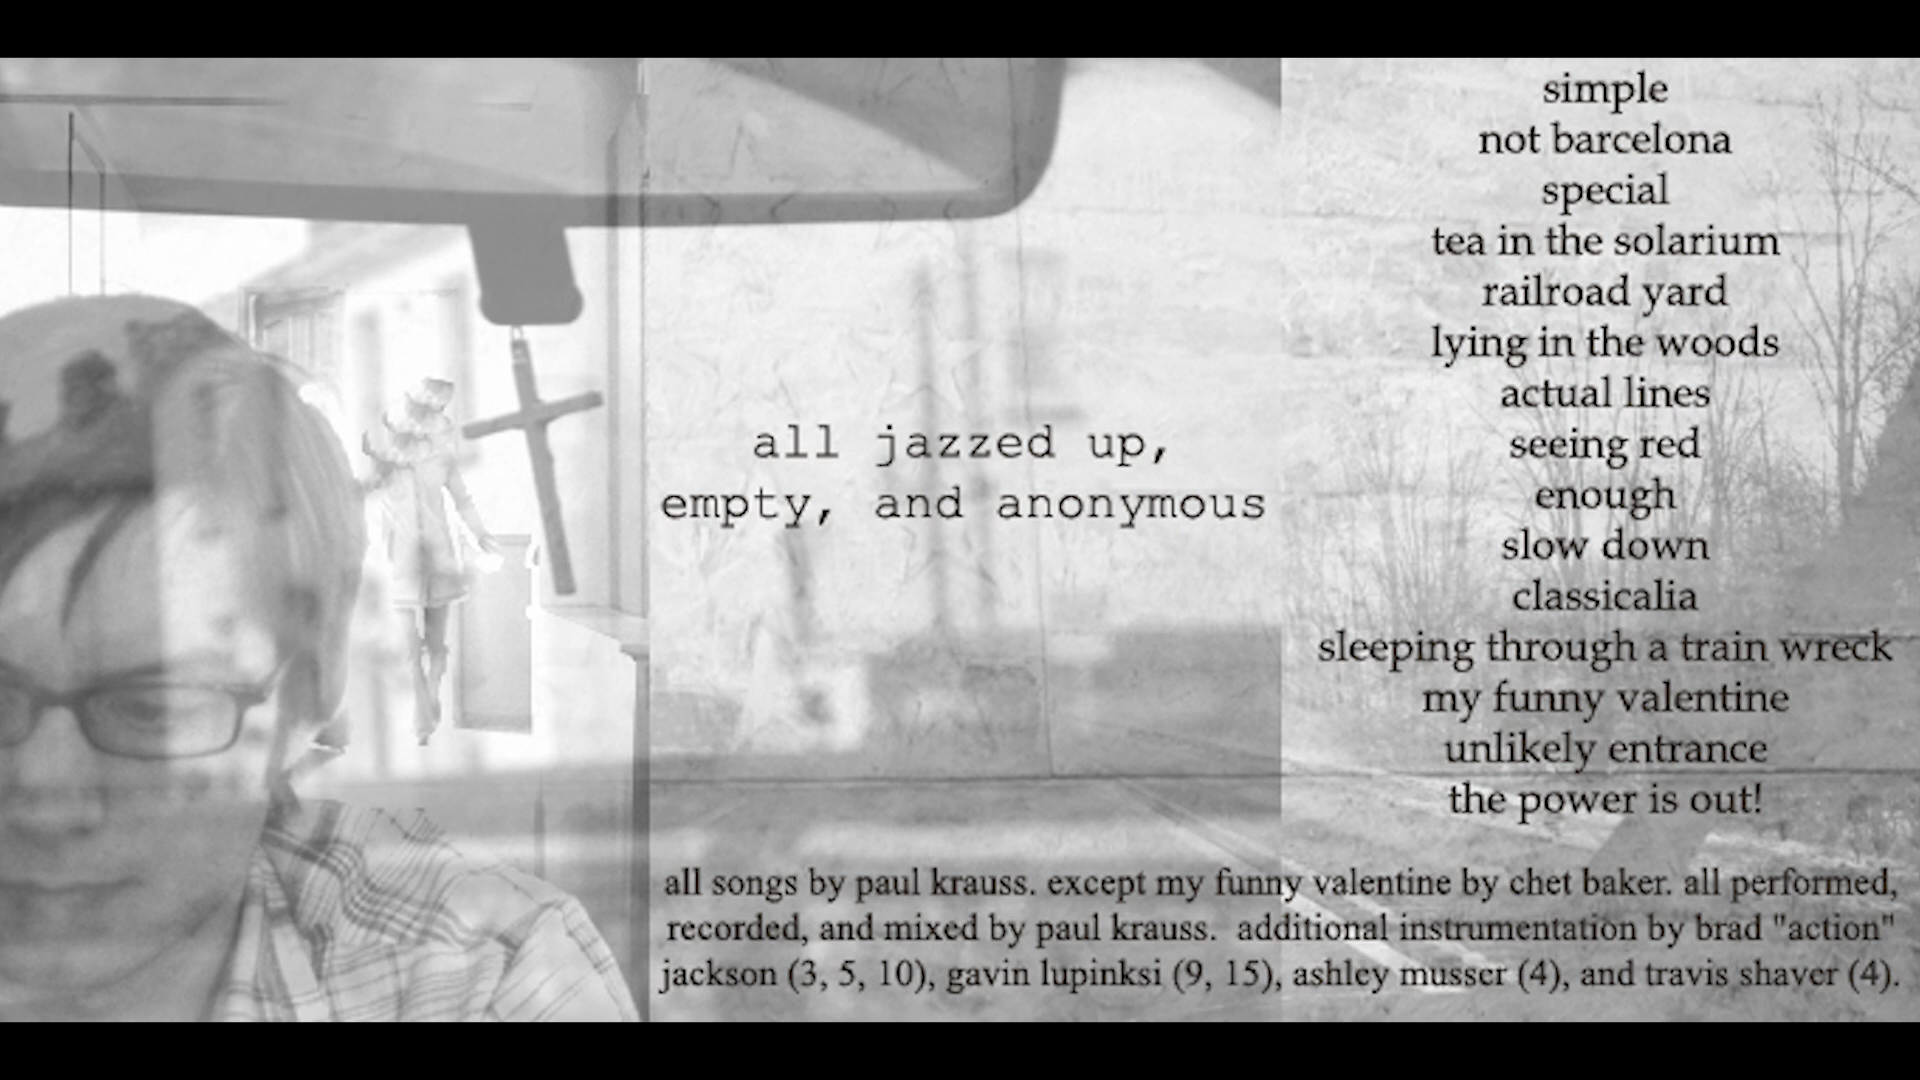 all jazzed up,
empty, and anonymous
simple
not barcelona
special
tea in the solarium
railroad yard
lying in the woods
actual lines
seeing red
enough
slow down
classicalia
sleeping through a train wreck
my funny valentine
unlikely entrance
the power is out!
all songs by paul krauss. except my funny valentine by chet baker. all performed,
recorded, and mixed by paul krauss. additional instrumentation by brad "action"
jackson (3, 5, 10), gavin lupinksi (9, 15), ashley musser (4), and travis shaver (4).